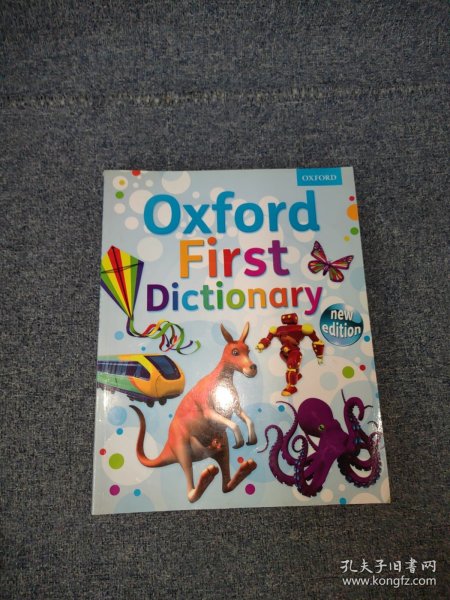 OXFORD
Oxford
First
Dictionary
new
edition
孔夫子旧书网
www.kongfz.com